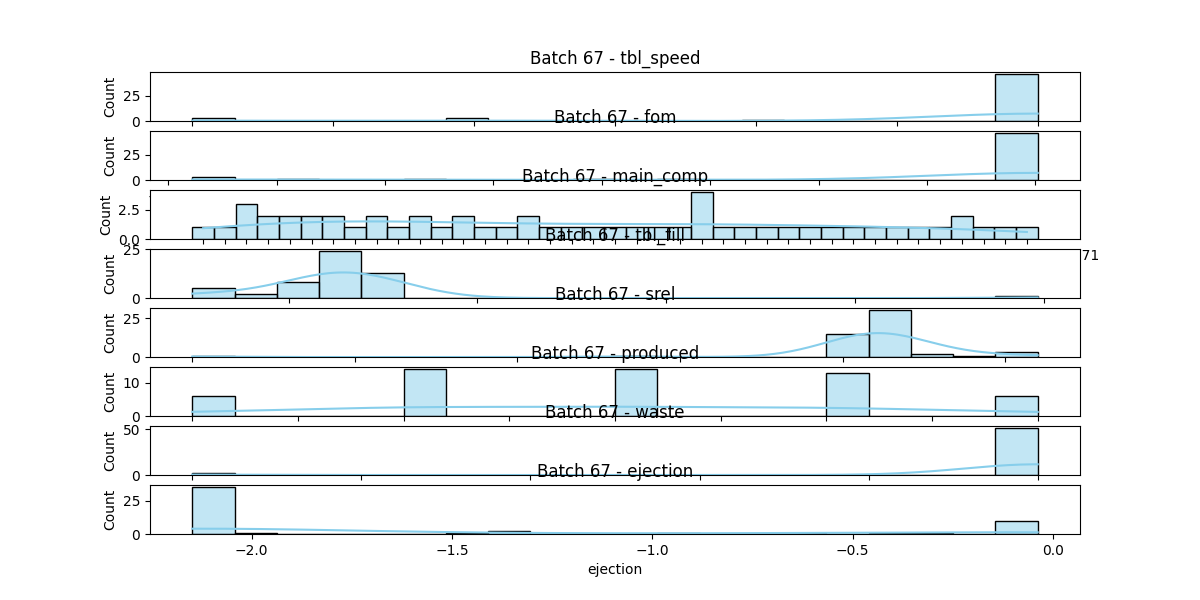 Batch 67 - tbl_speed
Count
25
0
Batch 67 - fom
Count
25
0
Batch 67 - main_comp
Count
2.5
0.0
Batch 67 - tbl_fill
71
Count
25
0
Batch 67 - srel
Count
25
0
Batch 67 - produced
Count
10
0
Batch 67 - waste
Count
50
0
Batch 67 - ejection
Count
25
0
−2.0 −1.5 −1.0 −0.5 0.0
ejection